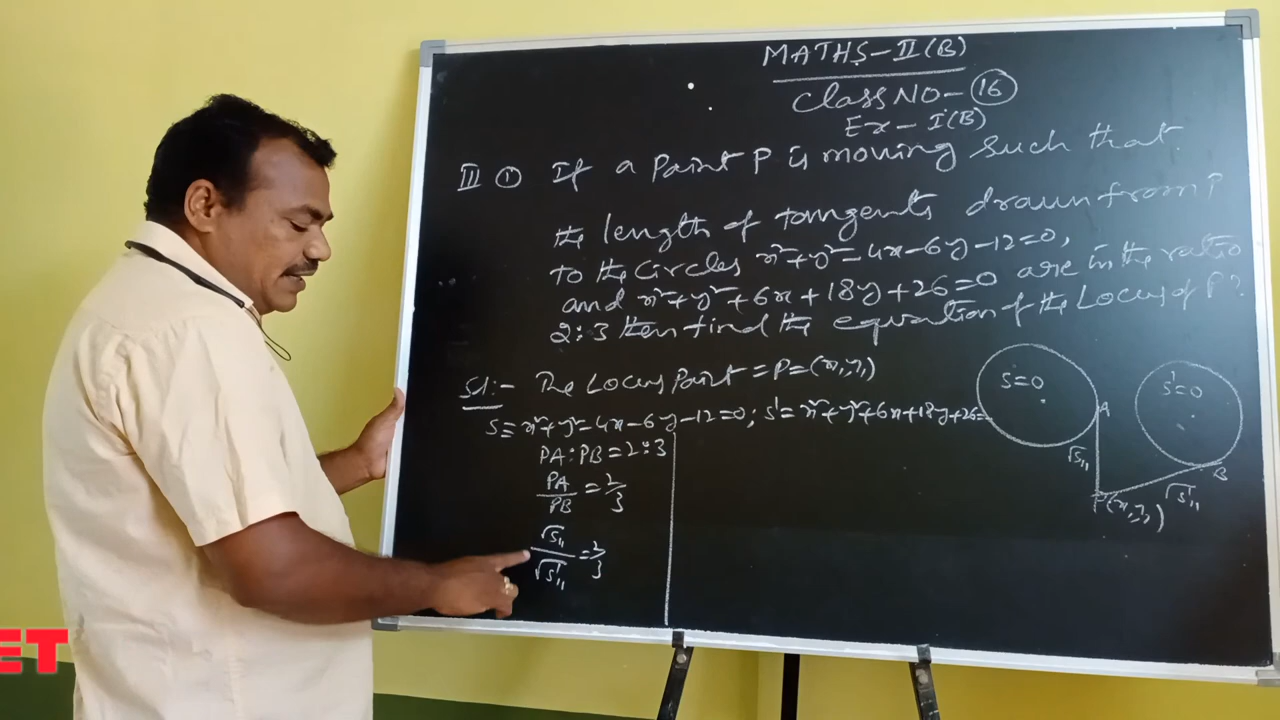 MATHS-II(B)
Class NO-16
Ex-I(B)
III ① If a Point P is moving such that
the length of tangents drawn from P
to the Circles x²+y²-4x-6y-12=0,
and x²+y²+6x+18y+26=0 are in the ratio
2:3 then find the equation of the Locus of P?
Sol:- The Locus Point = P=(x₁,y₁)
S≡x²+y²-4x-6y-12=0; S'=x²+y²+6x+18y+26=
PA:PB=2:3
PA/PB=2/3
√S₁₁/√S'₁₁=2/3
S=0
S'=0
A
√S₁₁
B
P(x₁,y₁)
√S'₁₁
ET